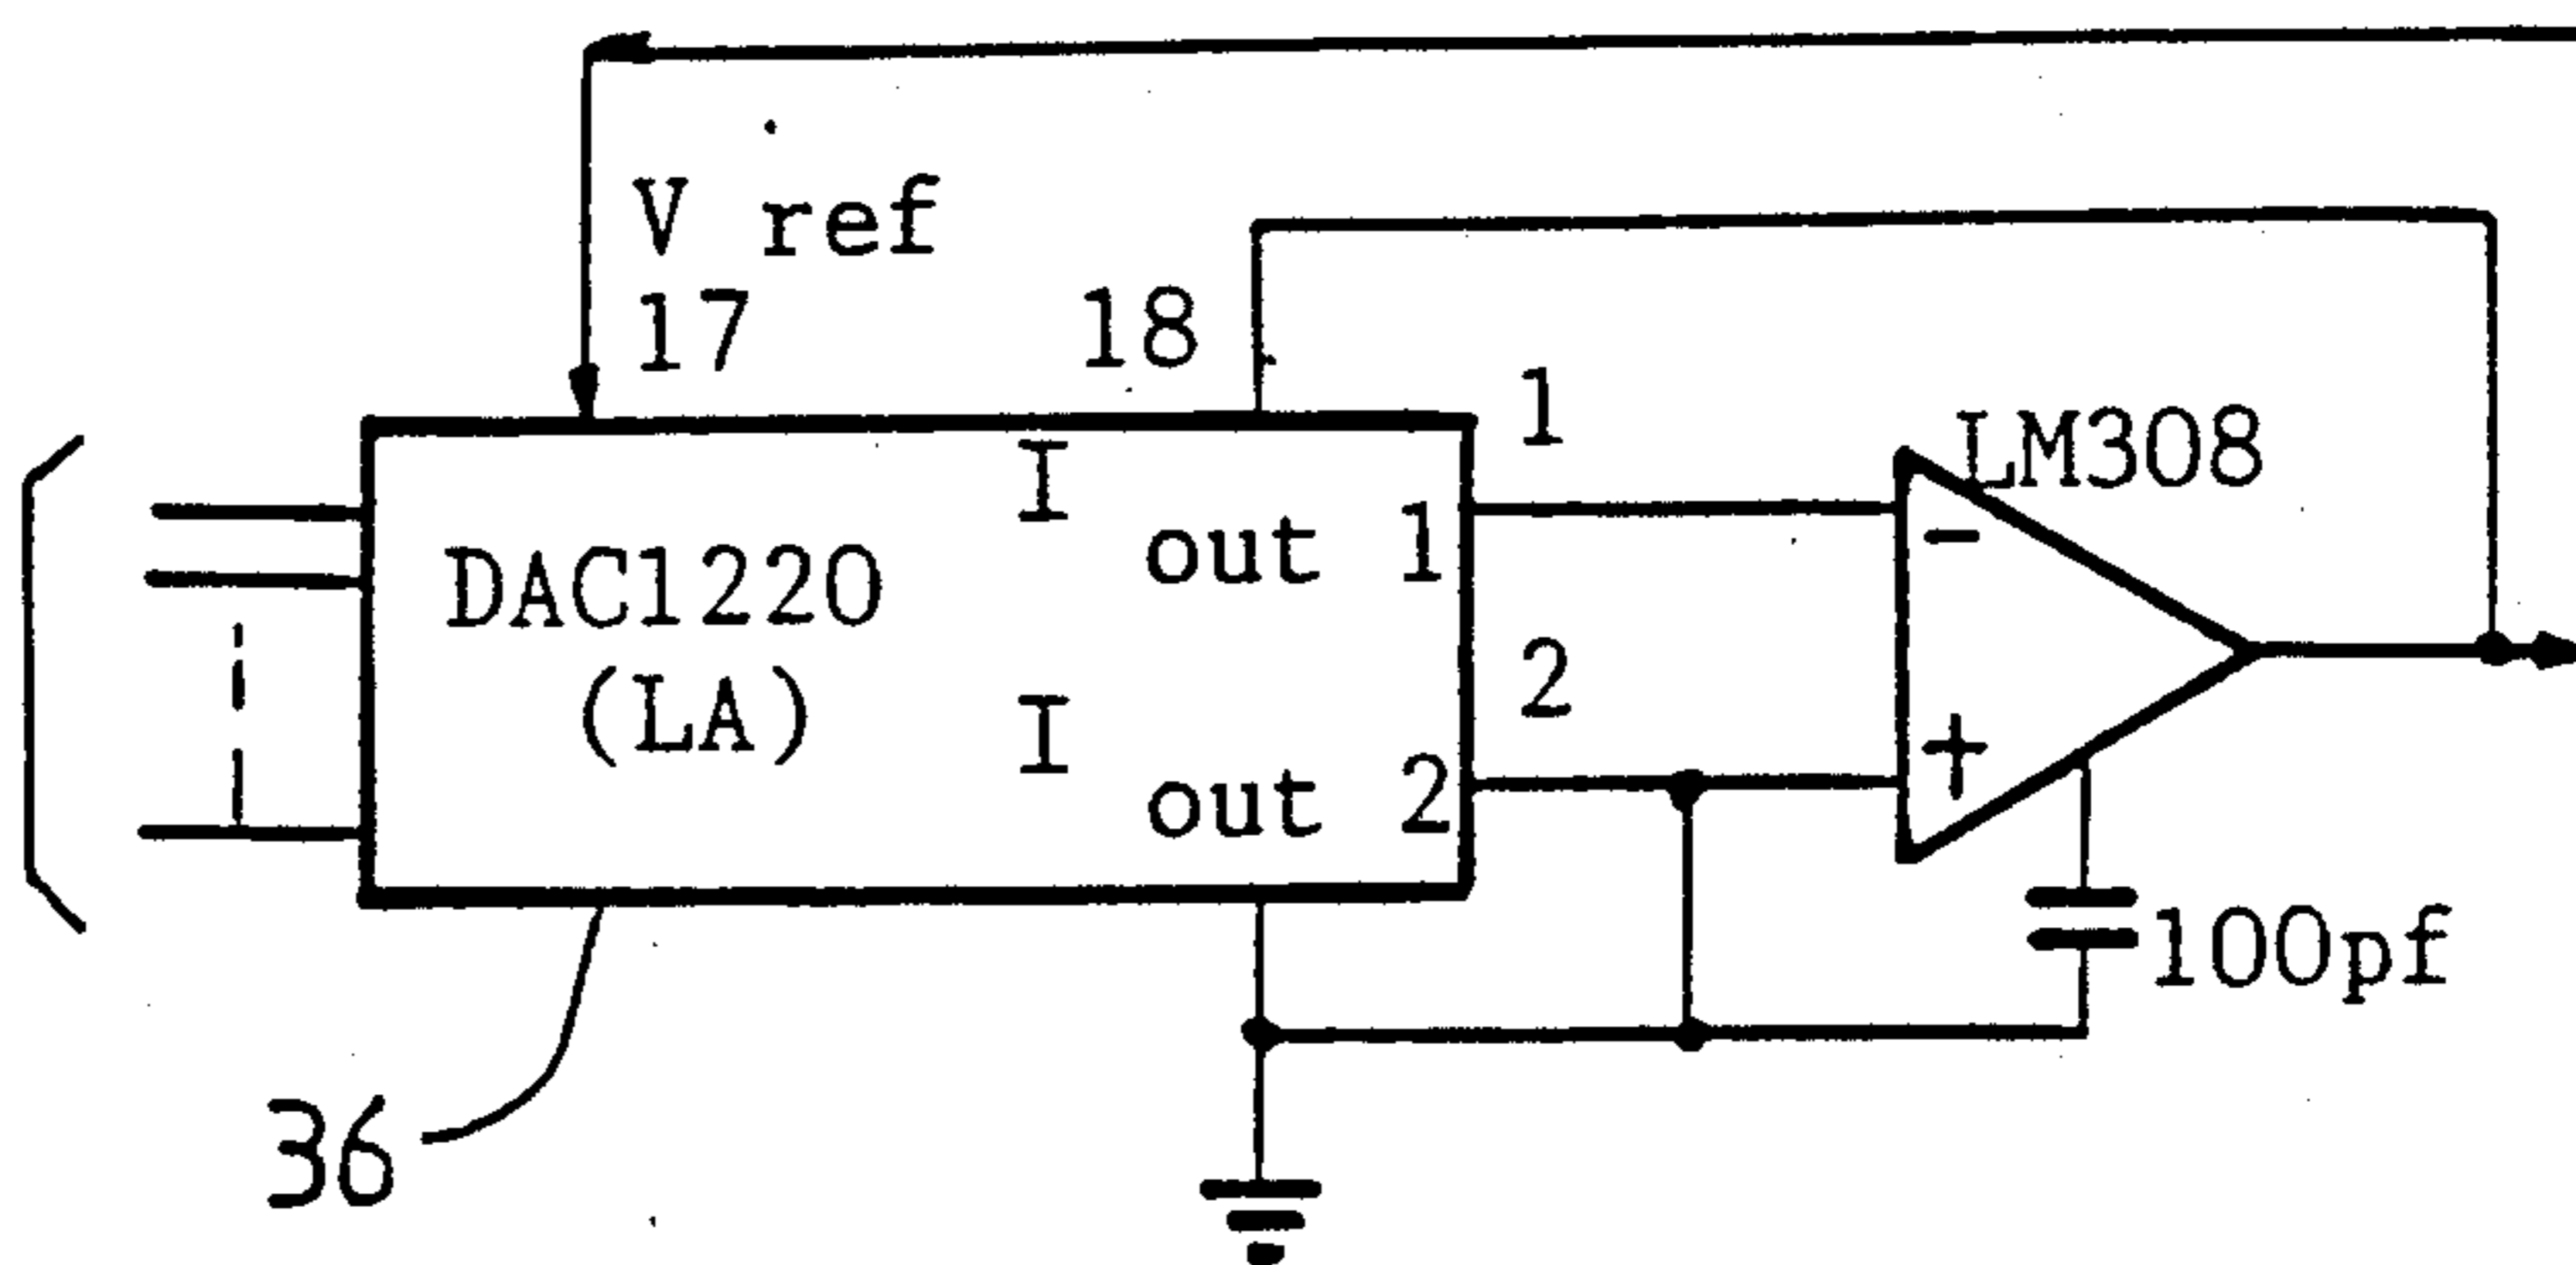 V ref
17
18
1
LM308
I out 1
DAC1220
(LA)
2
I out 2
-
+
100pf
36